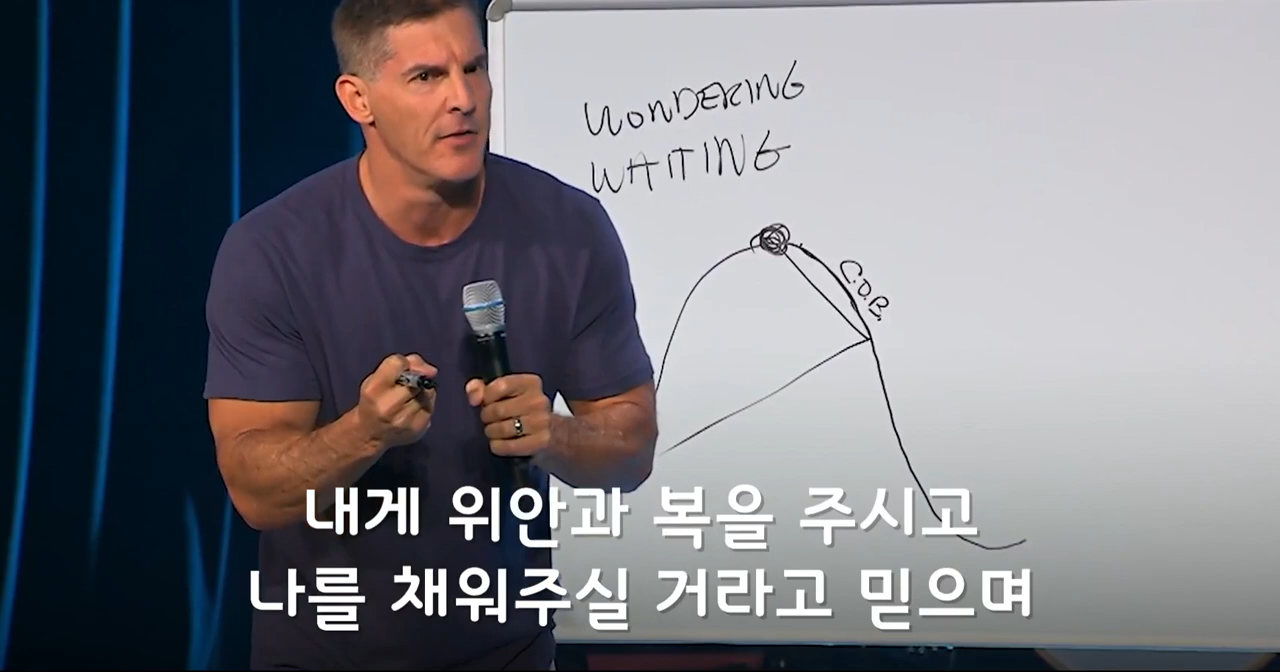 WONDERING
WAITING
C.O.B.
내게 위안과 복을 주시고
나를 채워주실 거라고 믿으며